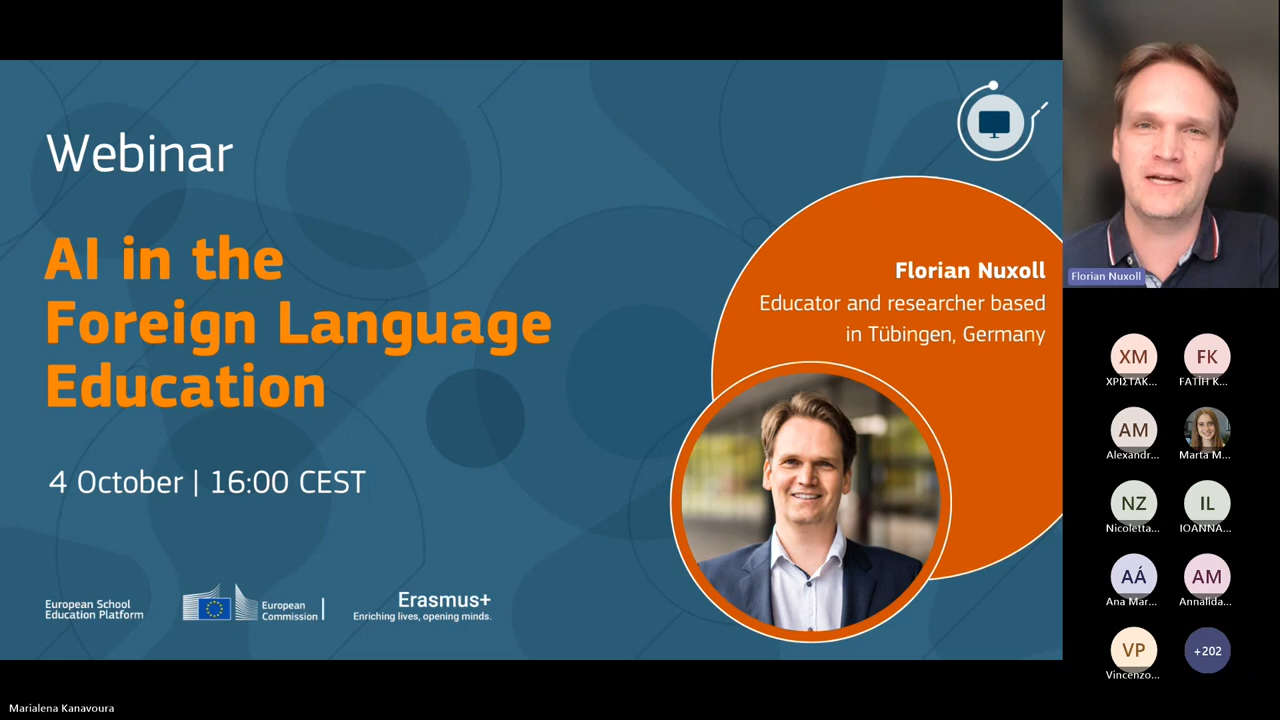 Webinar
AI in the
Foreign Language
Education
4 October | 16:00 CEST
Florian Nuxoll
Educator and researcher based
in Tübingen, Germany
European School
Education Platform
European
Commission
Erasmus+
Enriching lives, opening minds.
Florian Nuxoll
XM
FK
ΧΡΙΣΤΑΚ...
FATİH K...
AM
Alexandr...
Marta M...
NZ
IL
Nicoletta...
IOANNA...
AÁ
AM
Ana Mar...
Annalida...
VP
+202
Vincenzo...
Marialena Kanavoura